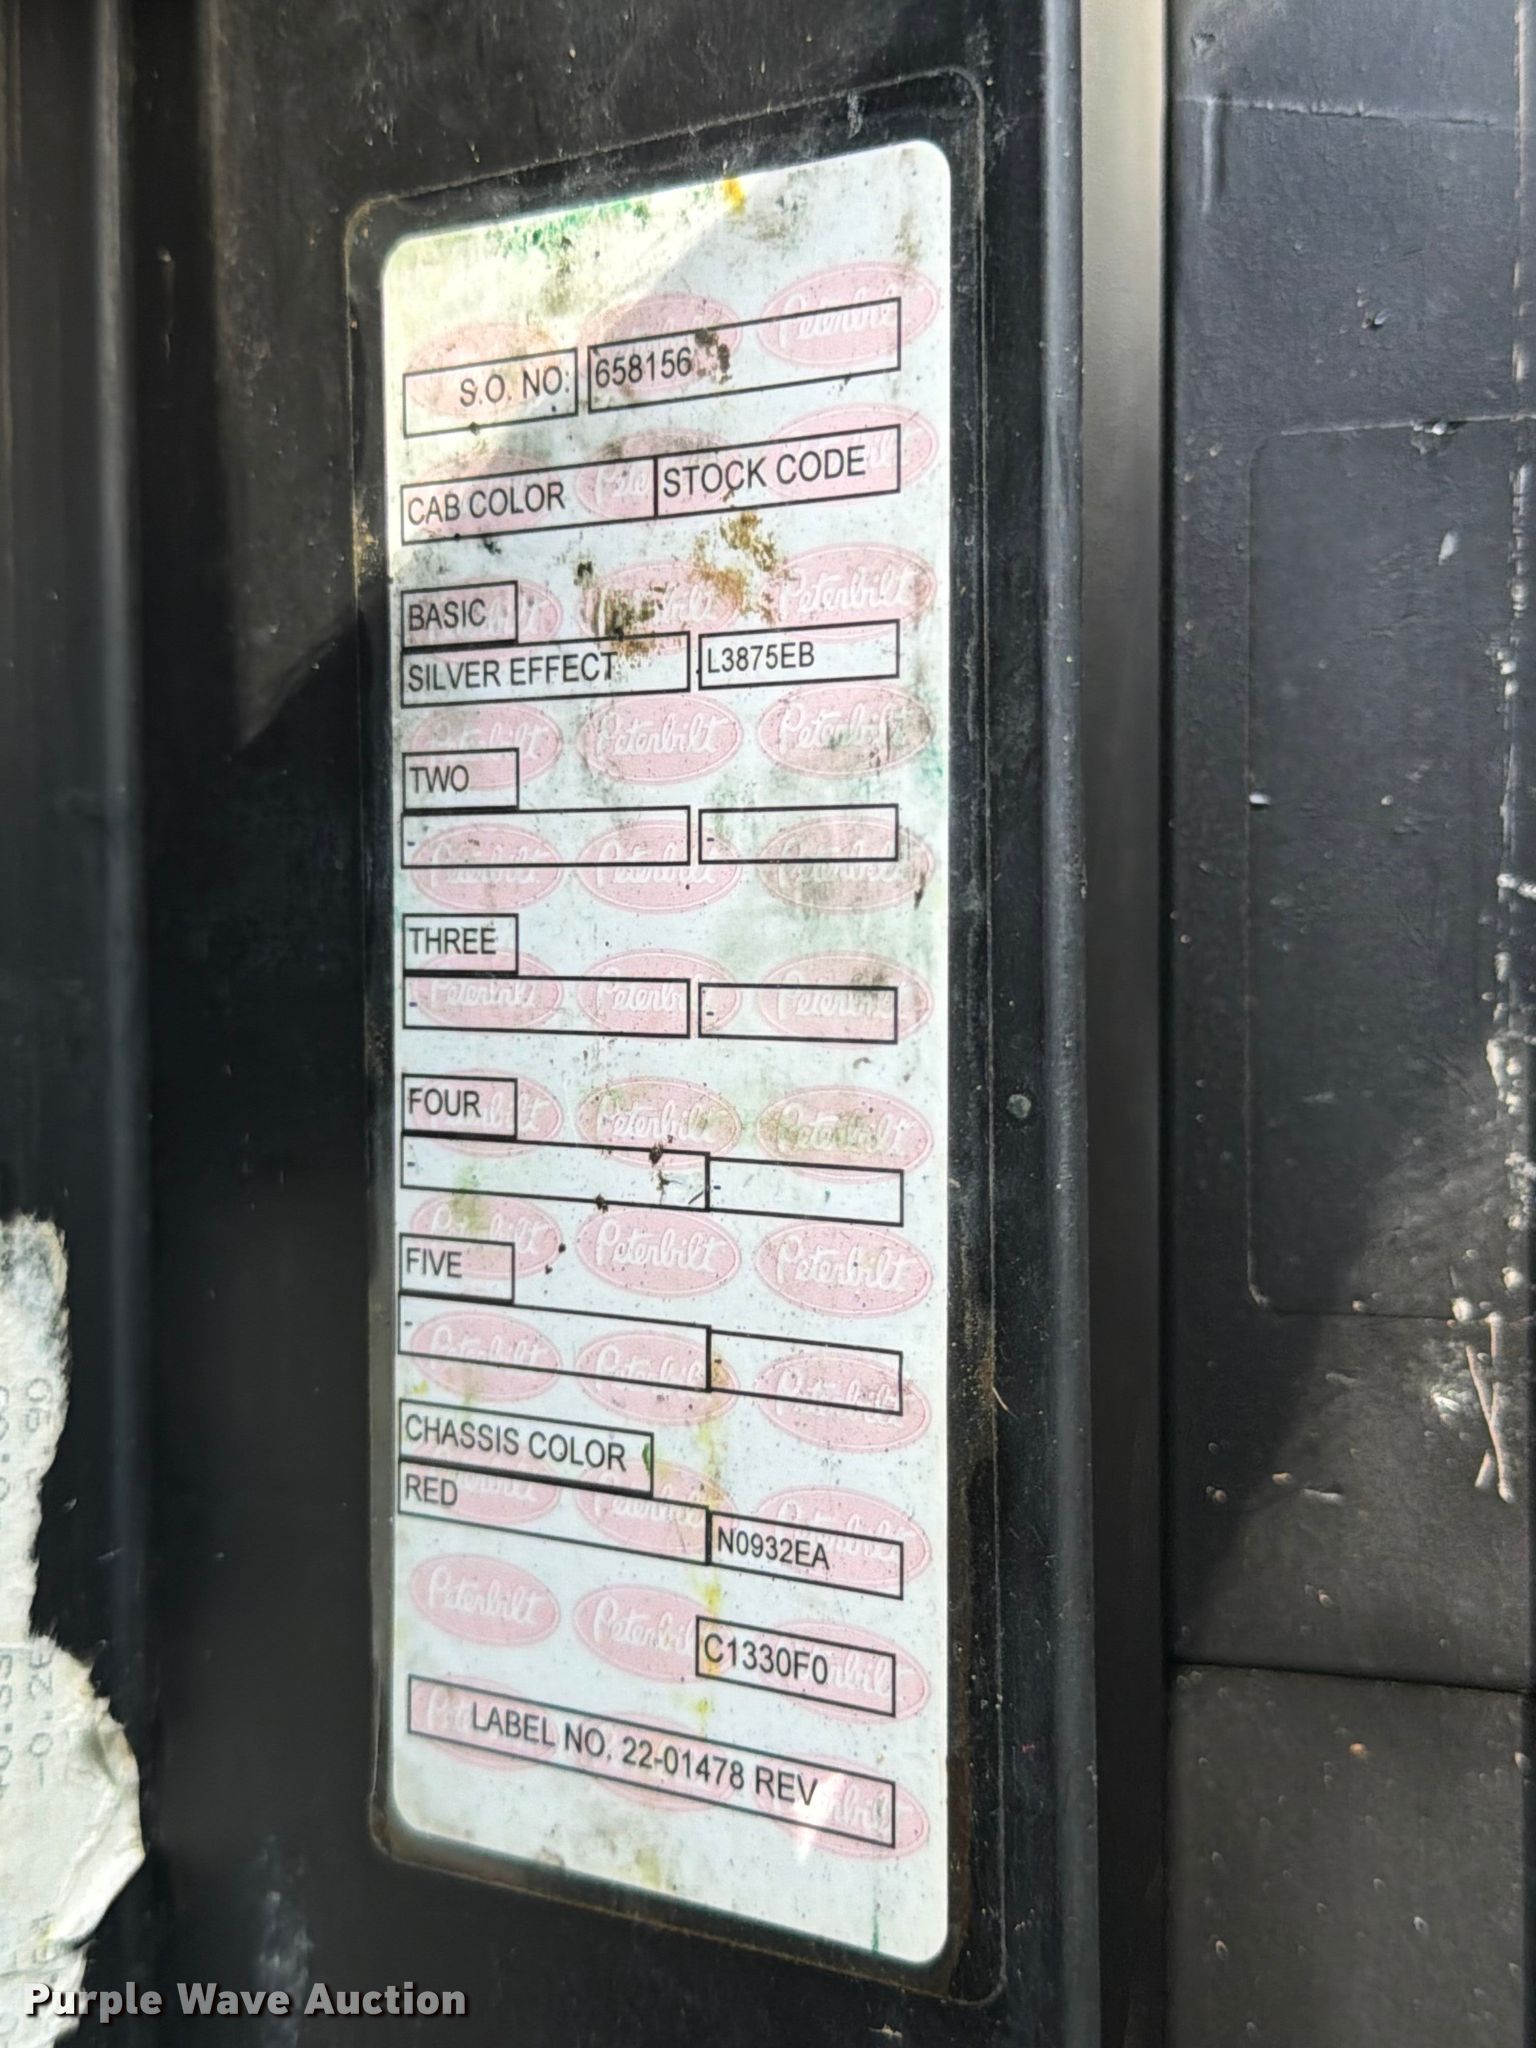 S.O. NO: 658156
CAB COLOR STOCK CODE
BASIC
SILVER EFFECT L3875EB
TWO
- -
THREE
- -
FOUR
- -
FIVE
- -
CHASSIS COLOR
RED N0932EA
C1330F0
LABEL NO. 22-01478 REV
Peterbilt
Purple Wave Auction